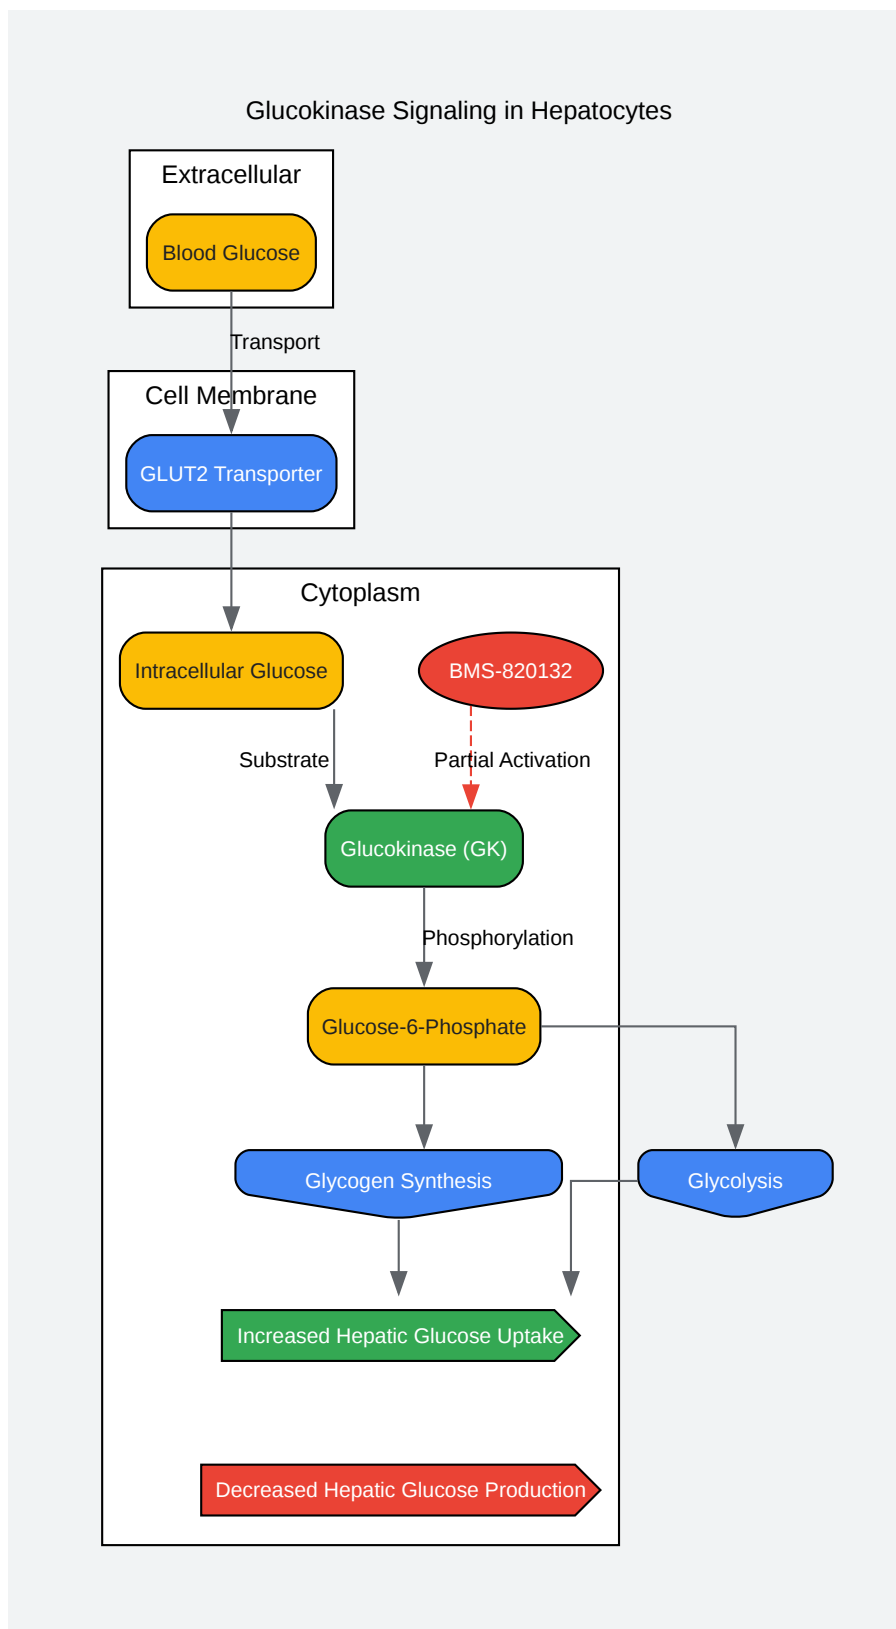 Glucokinase Signaling in Hepatocytes
Extracellular
Blood Glucose
Transport
Cell Membrane
GLUT2 Transporter
Cytoplasm
Intracellular Glucose
BMS-820132
Substrate
Partial Activation
Glucokinase (GK)
Phosphorylation
Glucose-6-Phosphate
Glycogen Synthesis
Glycolysis
Increased Hepatic Glucose Uptake
Decreased Hepatic Glucose Production